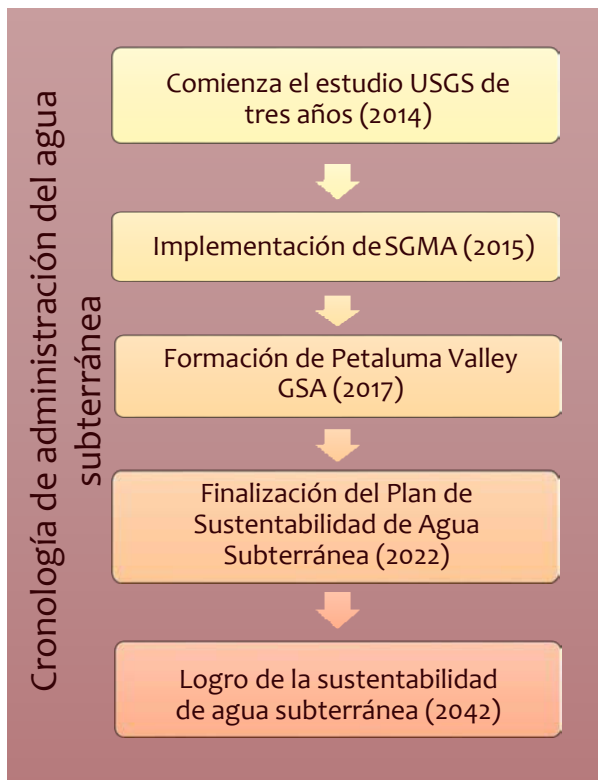 Cronología de administración del agua
subterránea
Comienza el estudio USGS de
tres años (2014)
Implementación de SGMA (2015)
Formación de Petaluma Valley
GSA (2017)
Finalización del Plan de
Sustentabilidad de Agua
Subterránea (2022)
Logro de la sustentabilidad
de agua subterránea (2042)